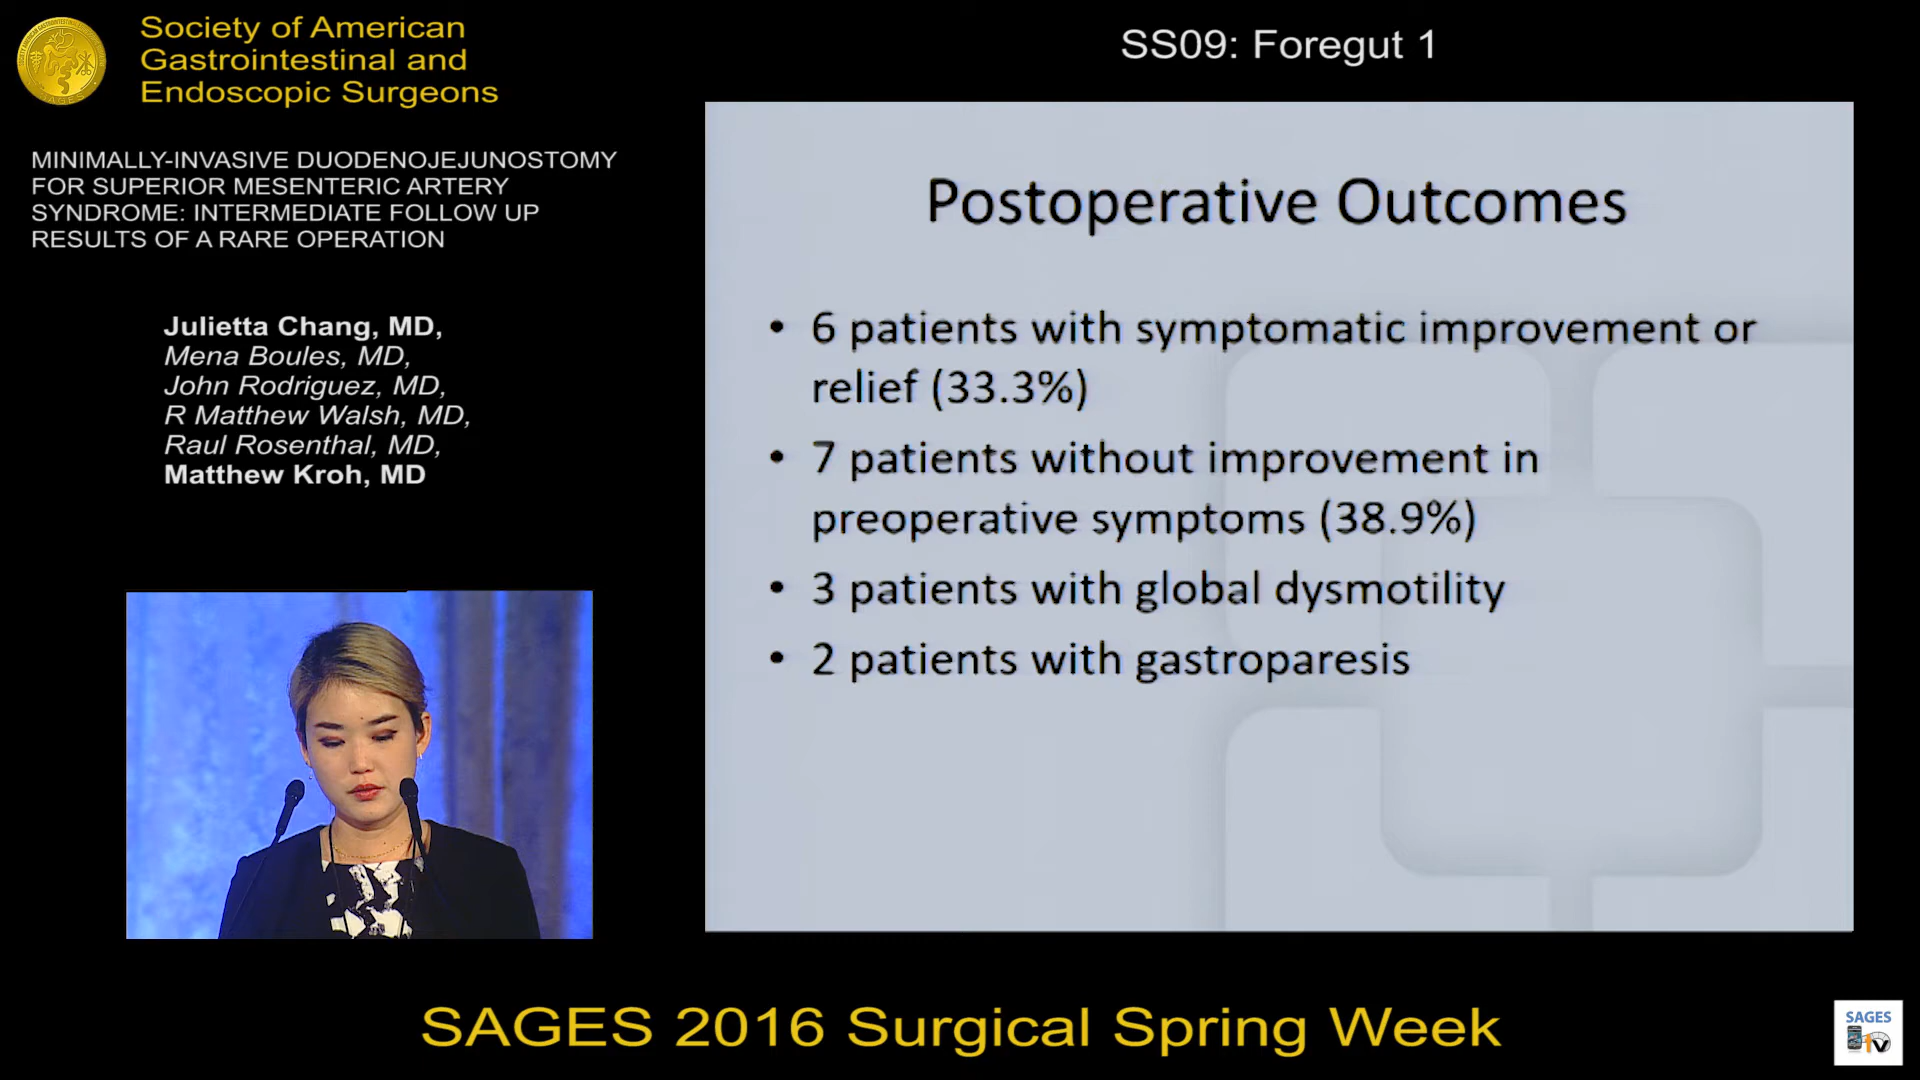 Society of American
Gastrointestinal and
Endoscopic Surgeons
SS09: Foregut 1
MINIMALLY-INVASIVE DUODENOJEJUNOSTOMY
FOR SUPERIOR MESENTERIC ARTERY
SYNDROME: INTERMEDIATE FOLLOW UP
RESULTS OF A RARE OPERATION
Julietta Chang, MD,
Mena Boules, MD,
John Rodriguez, MD,
R Matthew Walsh, MD,
Raul Rosenthal, MD,
Matthew Kroh, MD
Postoperative Outcomes
• 6 patients with symptomatic improvement or
relief (33.3%)
• 7 patients without improvement in
preoperative symptoms (38.9%)
• 3 patients with global dysmotility
• 2 patients with gastroparesis
SAGES 2016 Surgical Spring Week
SAGES
tv